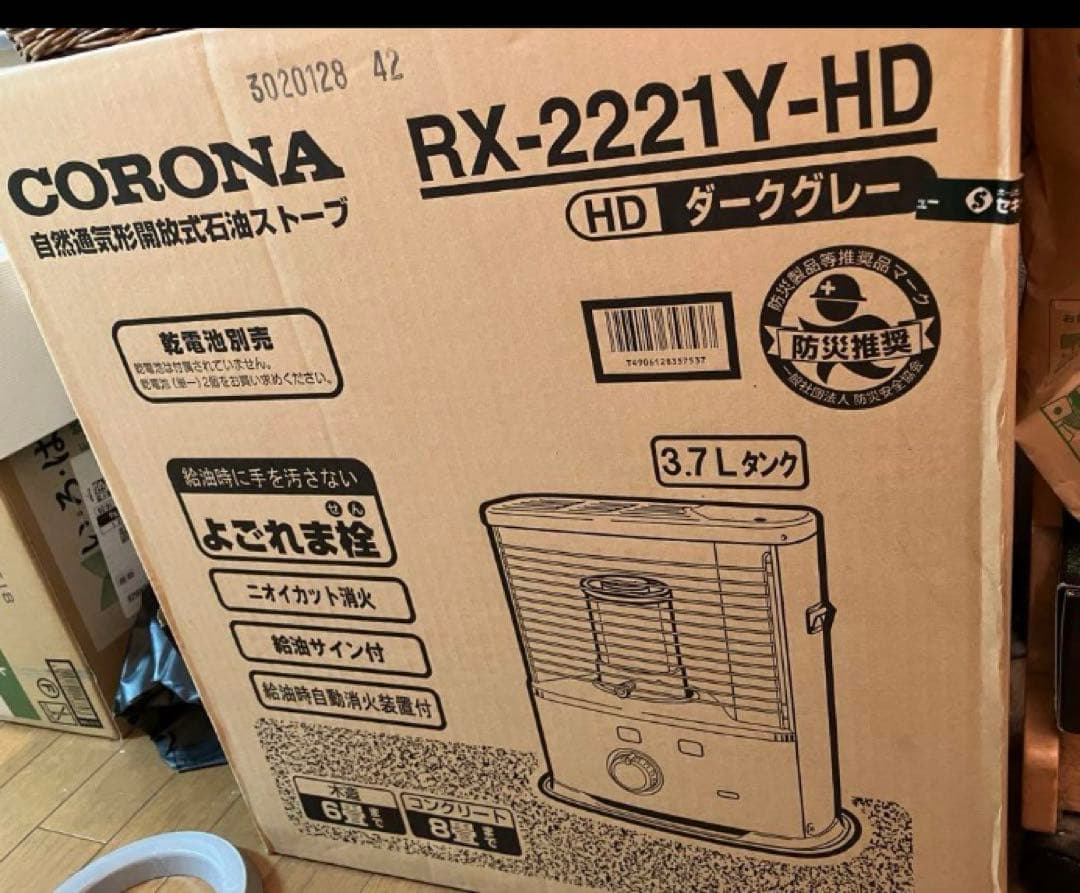 3020128 42
CORONA
自然通気形開放式石油ストーブ
RX-2221Y-HD
HD ダークグレー
乾電池別売
乾電池は付属されていません。
乾電池(単一)2個をお買い求めください。
T4906128357537
防災製品等推奨品マーク
防災推奨
一般社団法人 防災安全協会
3.7Lタンク
給油時に手を汚さない
せん
よごれま栓
ニオイカット消火
給油サイン付
給油時自動消火装置付
木造
6畳まで
コンクリート
8畳まで